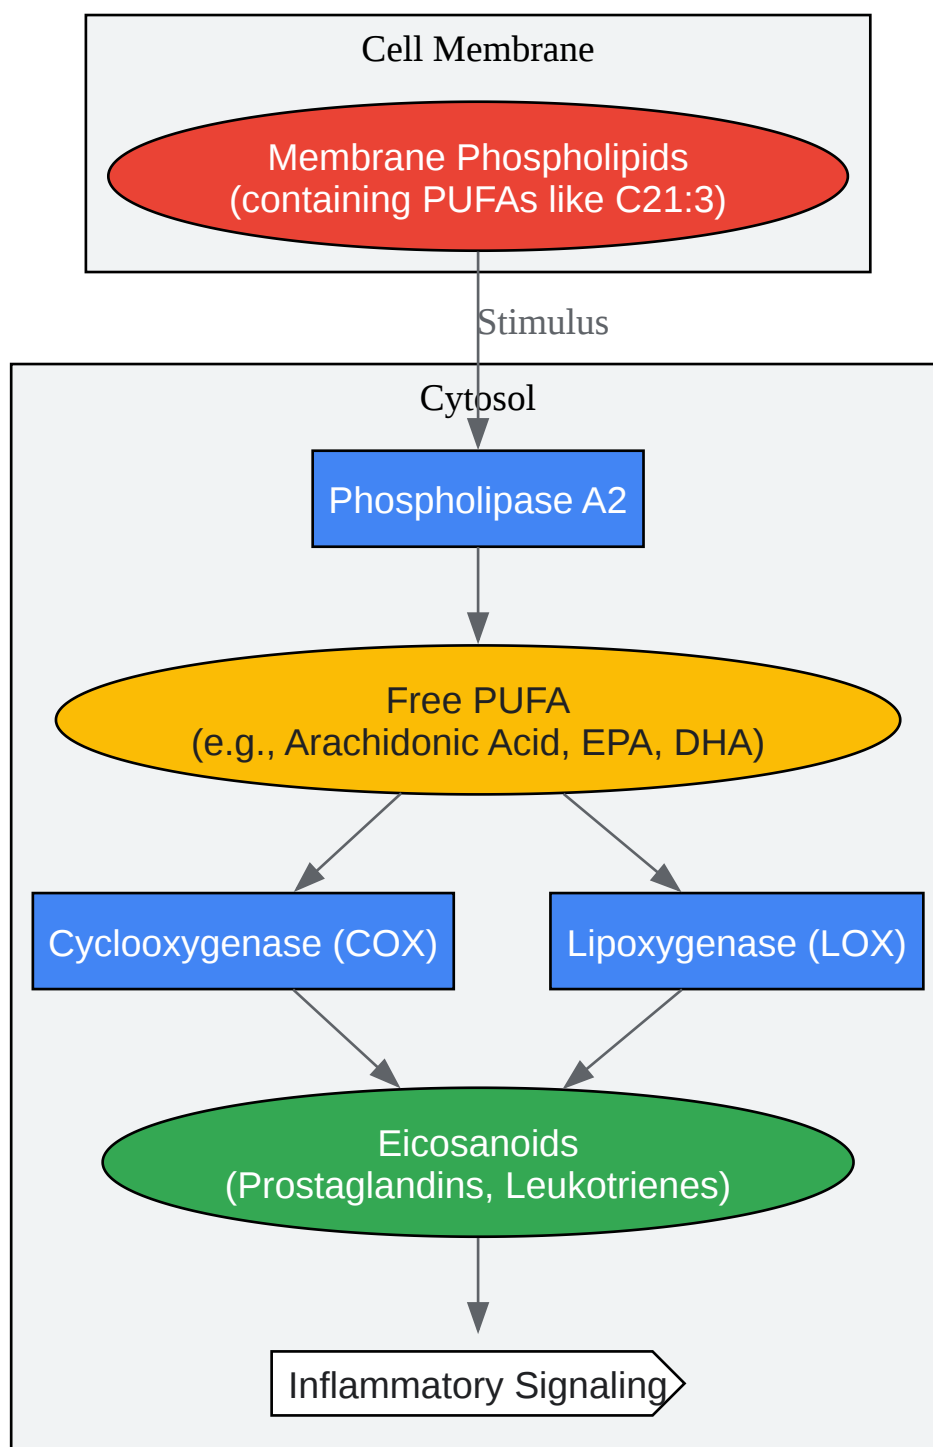 Cell Membrane
Membrane Phospholipids
(containing PUFAs like C21:3)
Stimulus
Cytosol
Phospholipase A2
Free PUFA
(e.g., Arachidonic Acid, EPA, DHA)
Cyclooxygenase (COX)
Lipoxygenase (LOX)
Eicosanoids
(Prostaglandins, Leukotrienes)
Inflammatory Signaling